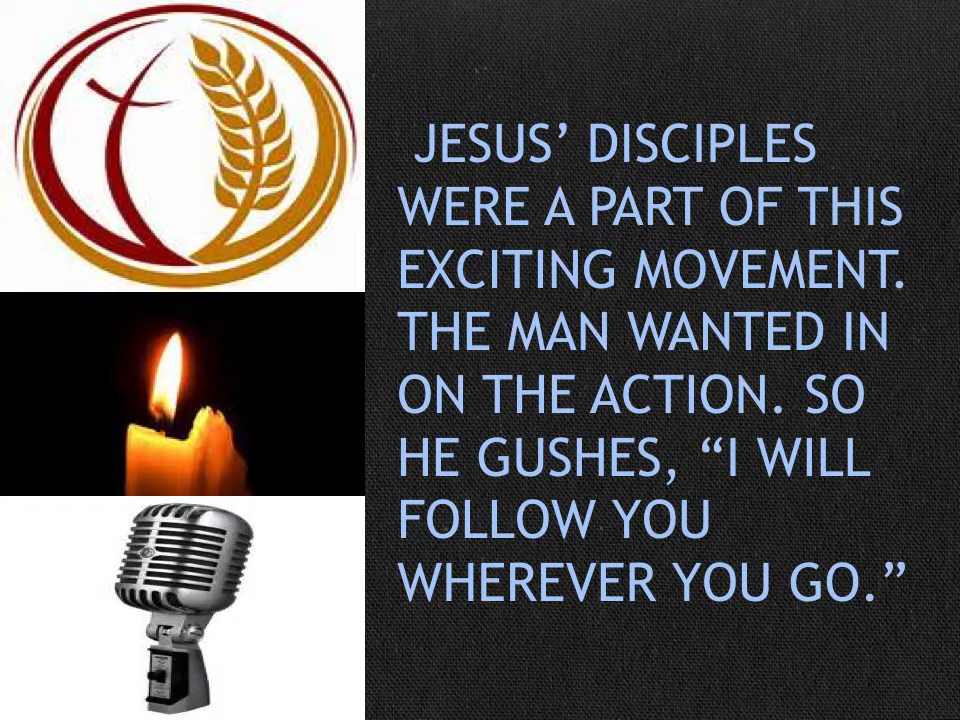 JESUS’ DISCIPLES
WERE A PART OF THIS
EXCITING MOVEMENT.
THE MAN WANTED IN
ON THE ACTION. SO
HE GUSHES, “I WILL
FOLLOW YOU
WHEREVER YOU GO.”